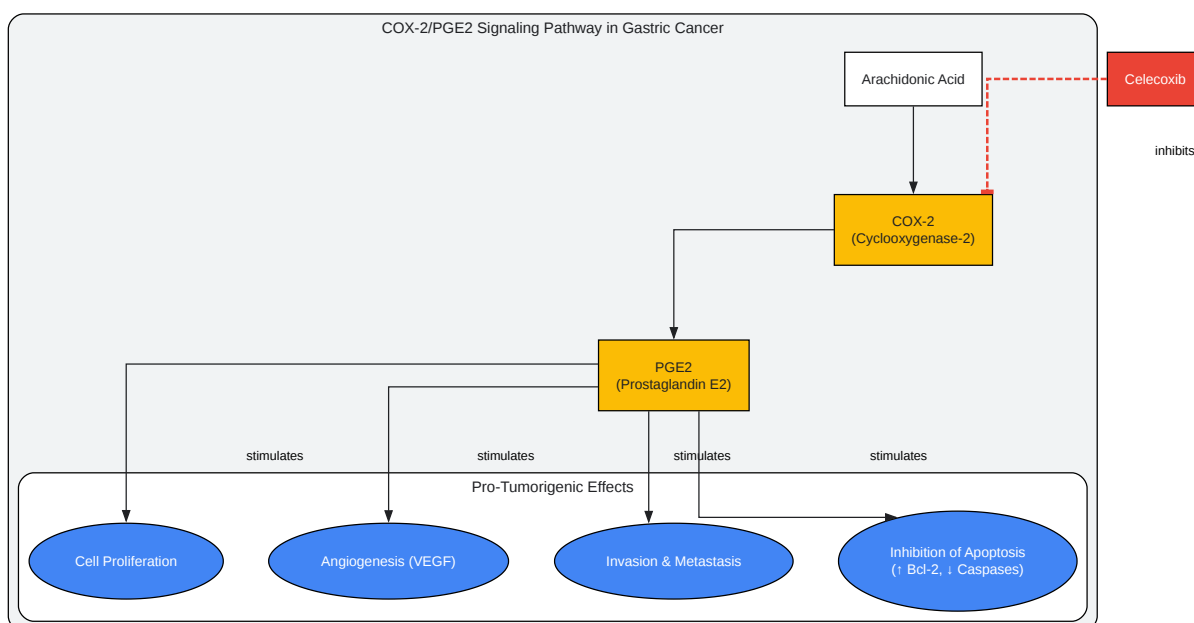 COX-2/PGE2 Signaling Pathway in Gastric Cancer
Arachidonic Acid
Celecoxib
inhibits
COX-2
(Cyclooxygenase-2)
PGE2
(Prostaglandin E2)
stimulates
stimulates
stimulates
stimulates
Pro-Tumorigenic Effects
Cell Proliferation
Angiogenesis (VEGF)
Invasion & Metastasis
Inhibition of Apoptosis
(↑ Bcl-2, ↓ Caspases)